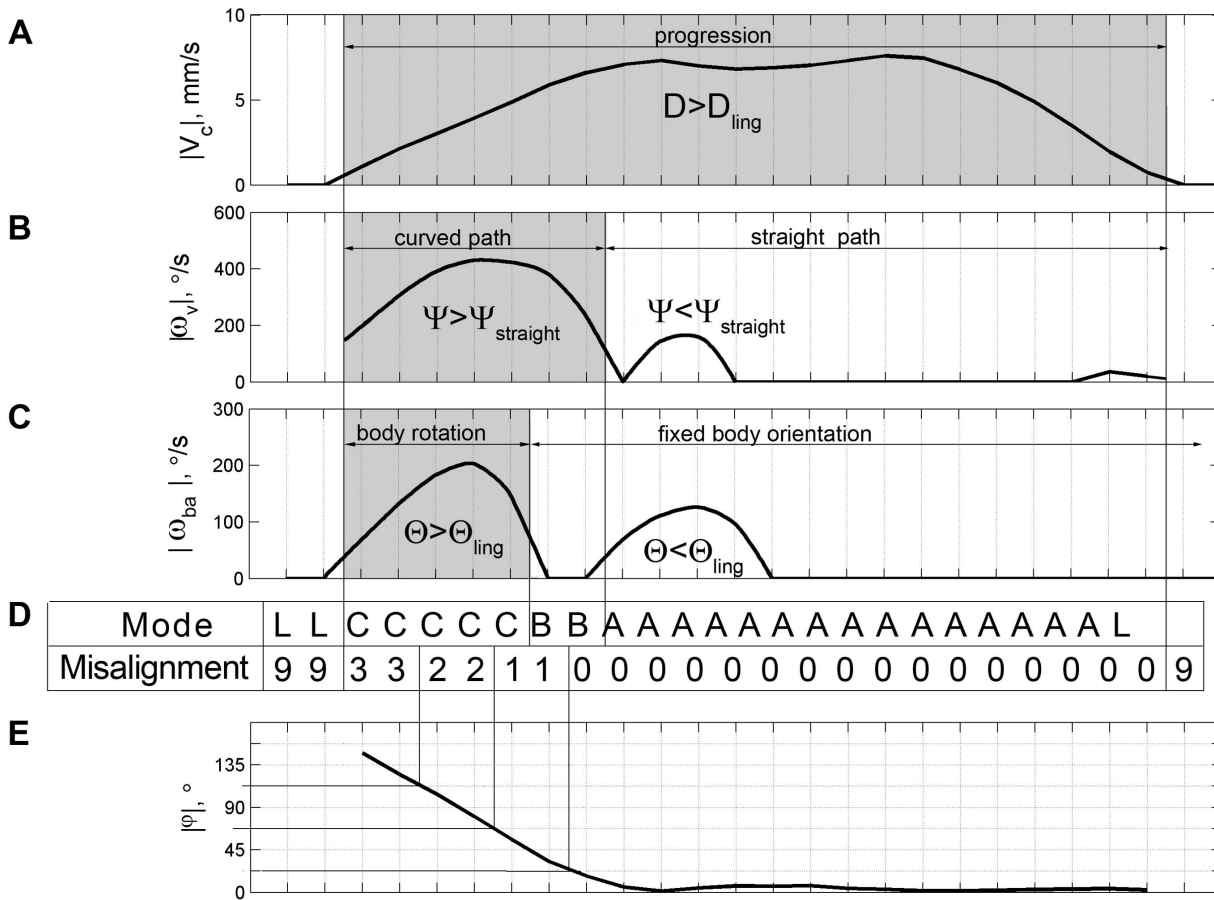 A
|V_c|, mm/s
10
5
0
progression
D>D_ling
B
|ω_v|, °/s
600
400
200
0
curved path
straight path
Ψ>Ψ_straight
Ψ<Ψ_straight
C
|ω_ba|, °/s
300
200
100
0
body rotation
fixed body orientation
Θ>Θ_ling
Θ<Θ_ling
D
Mode L L C C C C C B B A A A A A A A A A A A A A A A L
Misalignment 9 9 3 3 2 2 1 1 0 0 0 0 0 0 0 0 0 0 0 0 0 0 0 0 9
E
|φ|, °
135
90
45
0